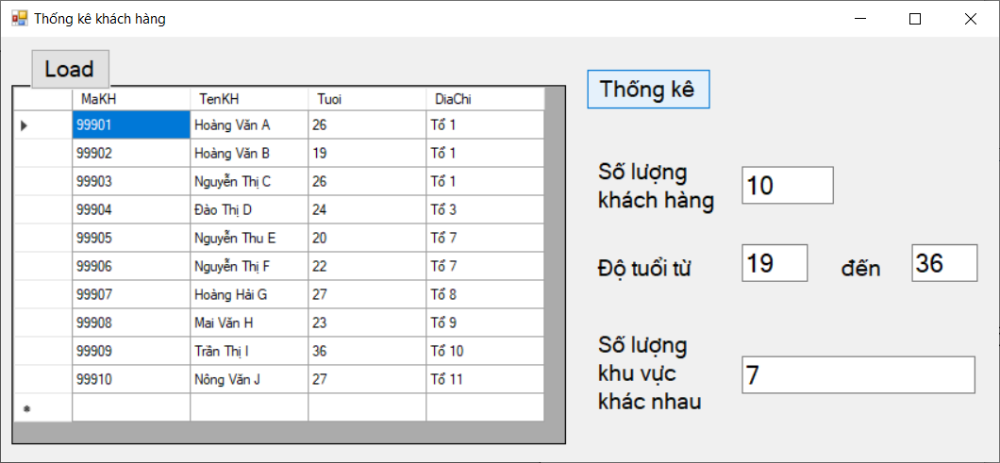 Thống kê khách hàng
Load
MaKH TenKH Tuoi DiaChi
99901 Hoàng Văn A 26 Tổ 1
99902 Hoàng Văn B 19 Tổ 1
99903 Nguyễn Thị C 26 Tổ 1
99904 Đào Thị D 24 Tổ 3
99905 Nguyễn Thu E 20 Tổ 7
99906 Nguyễn Thị F 22 Tổ 7
99907 Hoàng Hải G 27 Tổ 8
99908 Mai Văn H 23 Tổ 9
99909 Trần Thị I 36 Tổ 10
99910 Nông Văn J 27 Tổ 11
Thống kê
Số lượng
khách hàng
10
Độ tuổi từ 19 đến 36
Số lượng
khu vực
khác nhau
7